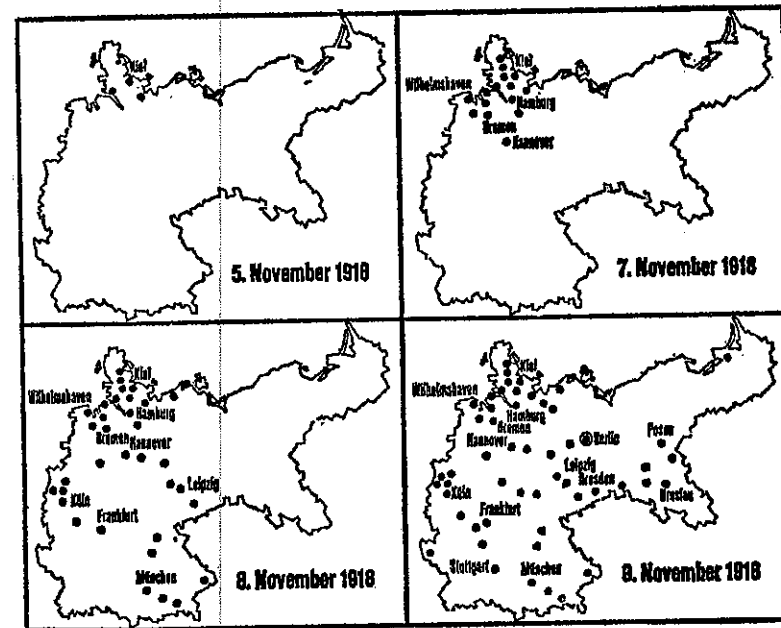 Kiel
5. November 1918
Kiel
Wilhelmshaven
Hamburg
Bremen
Hannover
7. November 1918
Kiel
Wilhelmshaven
Hamburg
Bremen Hannover
Leipzig
Köln
Frankfurt
München
8. November 1918
Kiel
Wilhelmshaven
Hamburg
Bremen
Hannover
Berlin
Posen
Leipzig
Dresden
Köln
Breslau
Frankfurt
Stuttgart
München
9. November 1918